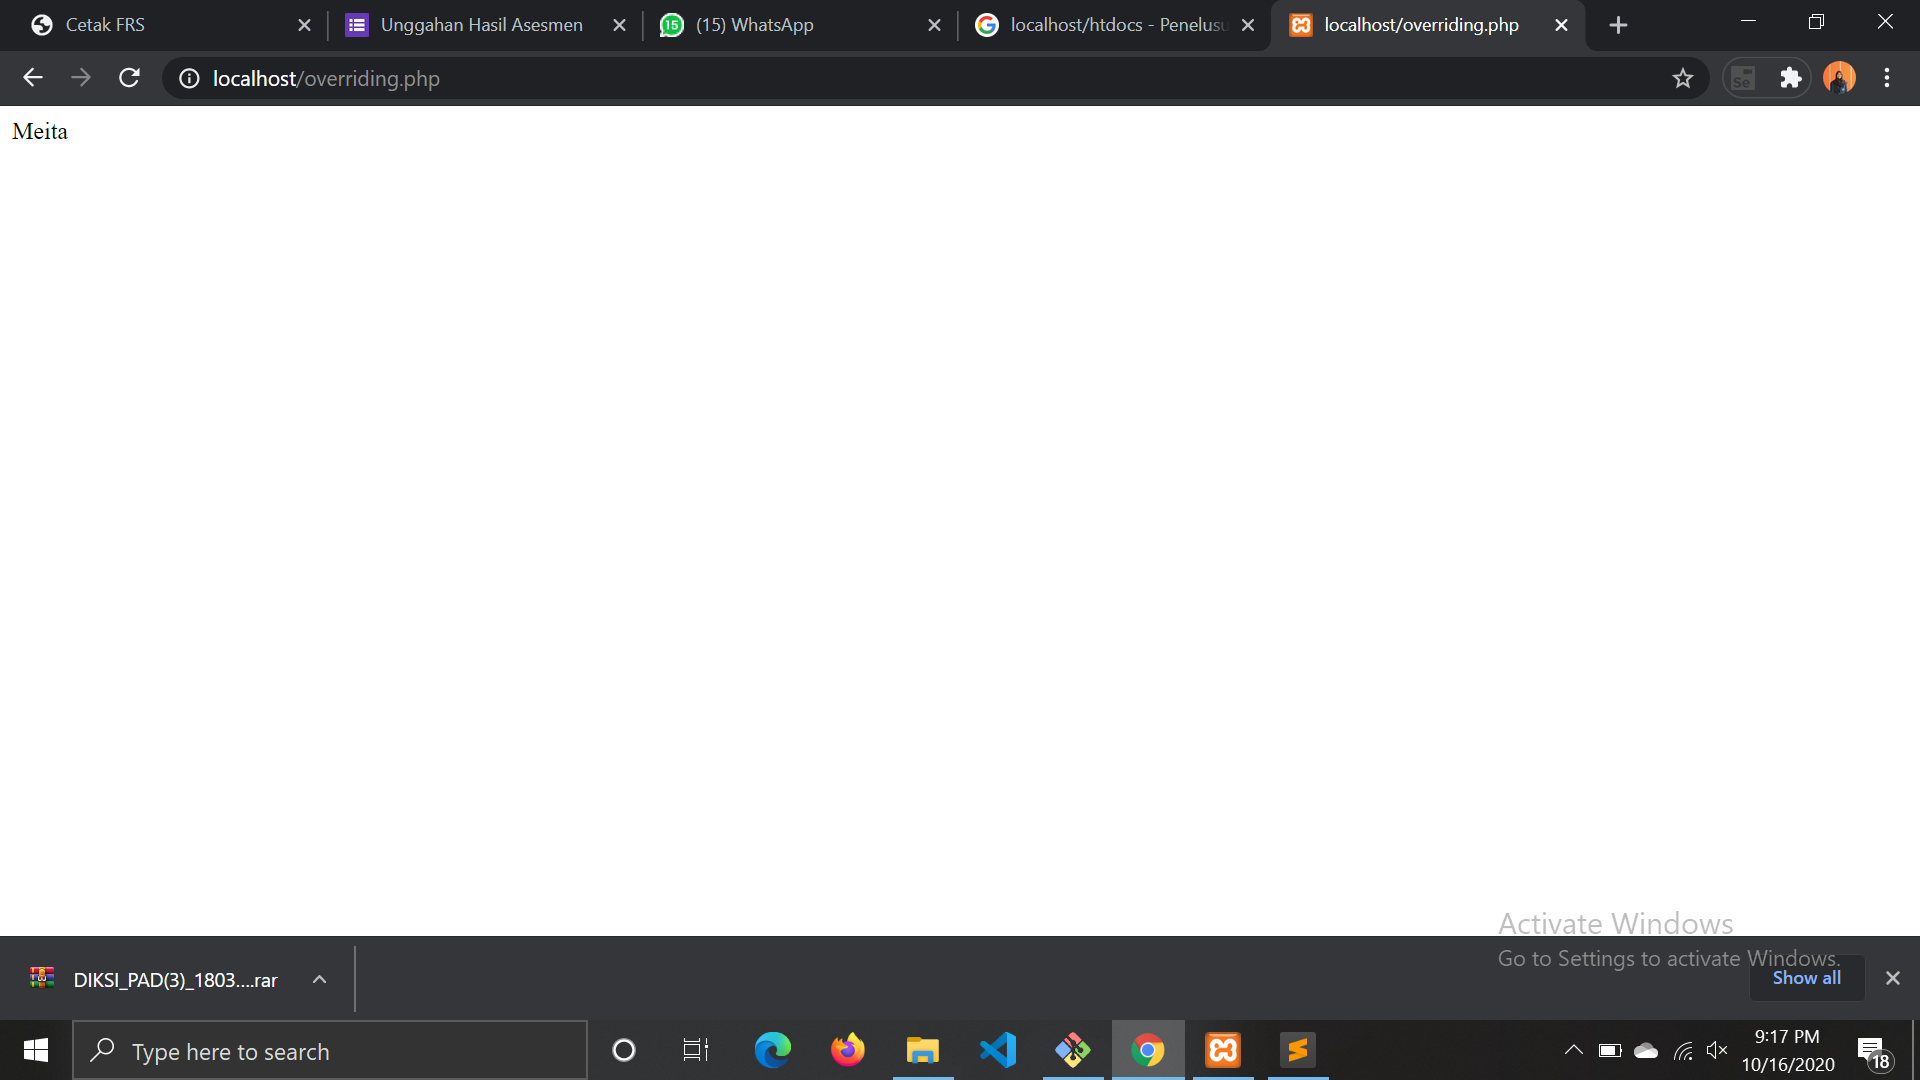 Cetak FRS
Unggahan Hasil Asesmen
15 (15) WhatsApp
localhost/htdocs - Penelusu
localhost/overriding.php
localhost/overriding.php
Se
Meita
Activate Windows
Go to Settings to activate Windows.
DIKSI_PAD(3)_1803....rar
Show all
Type here to search
9:17 PM
10/16/2020
18